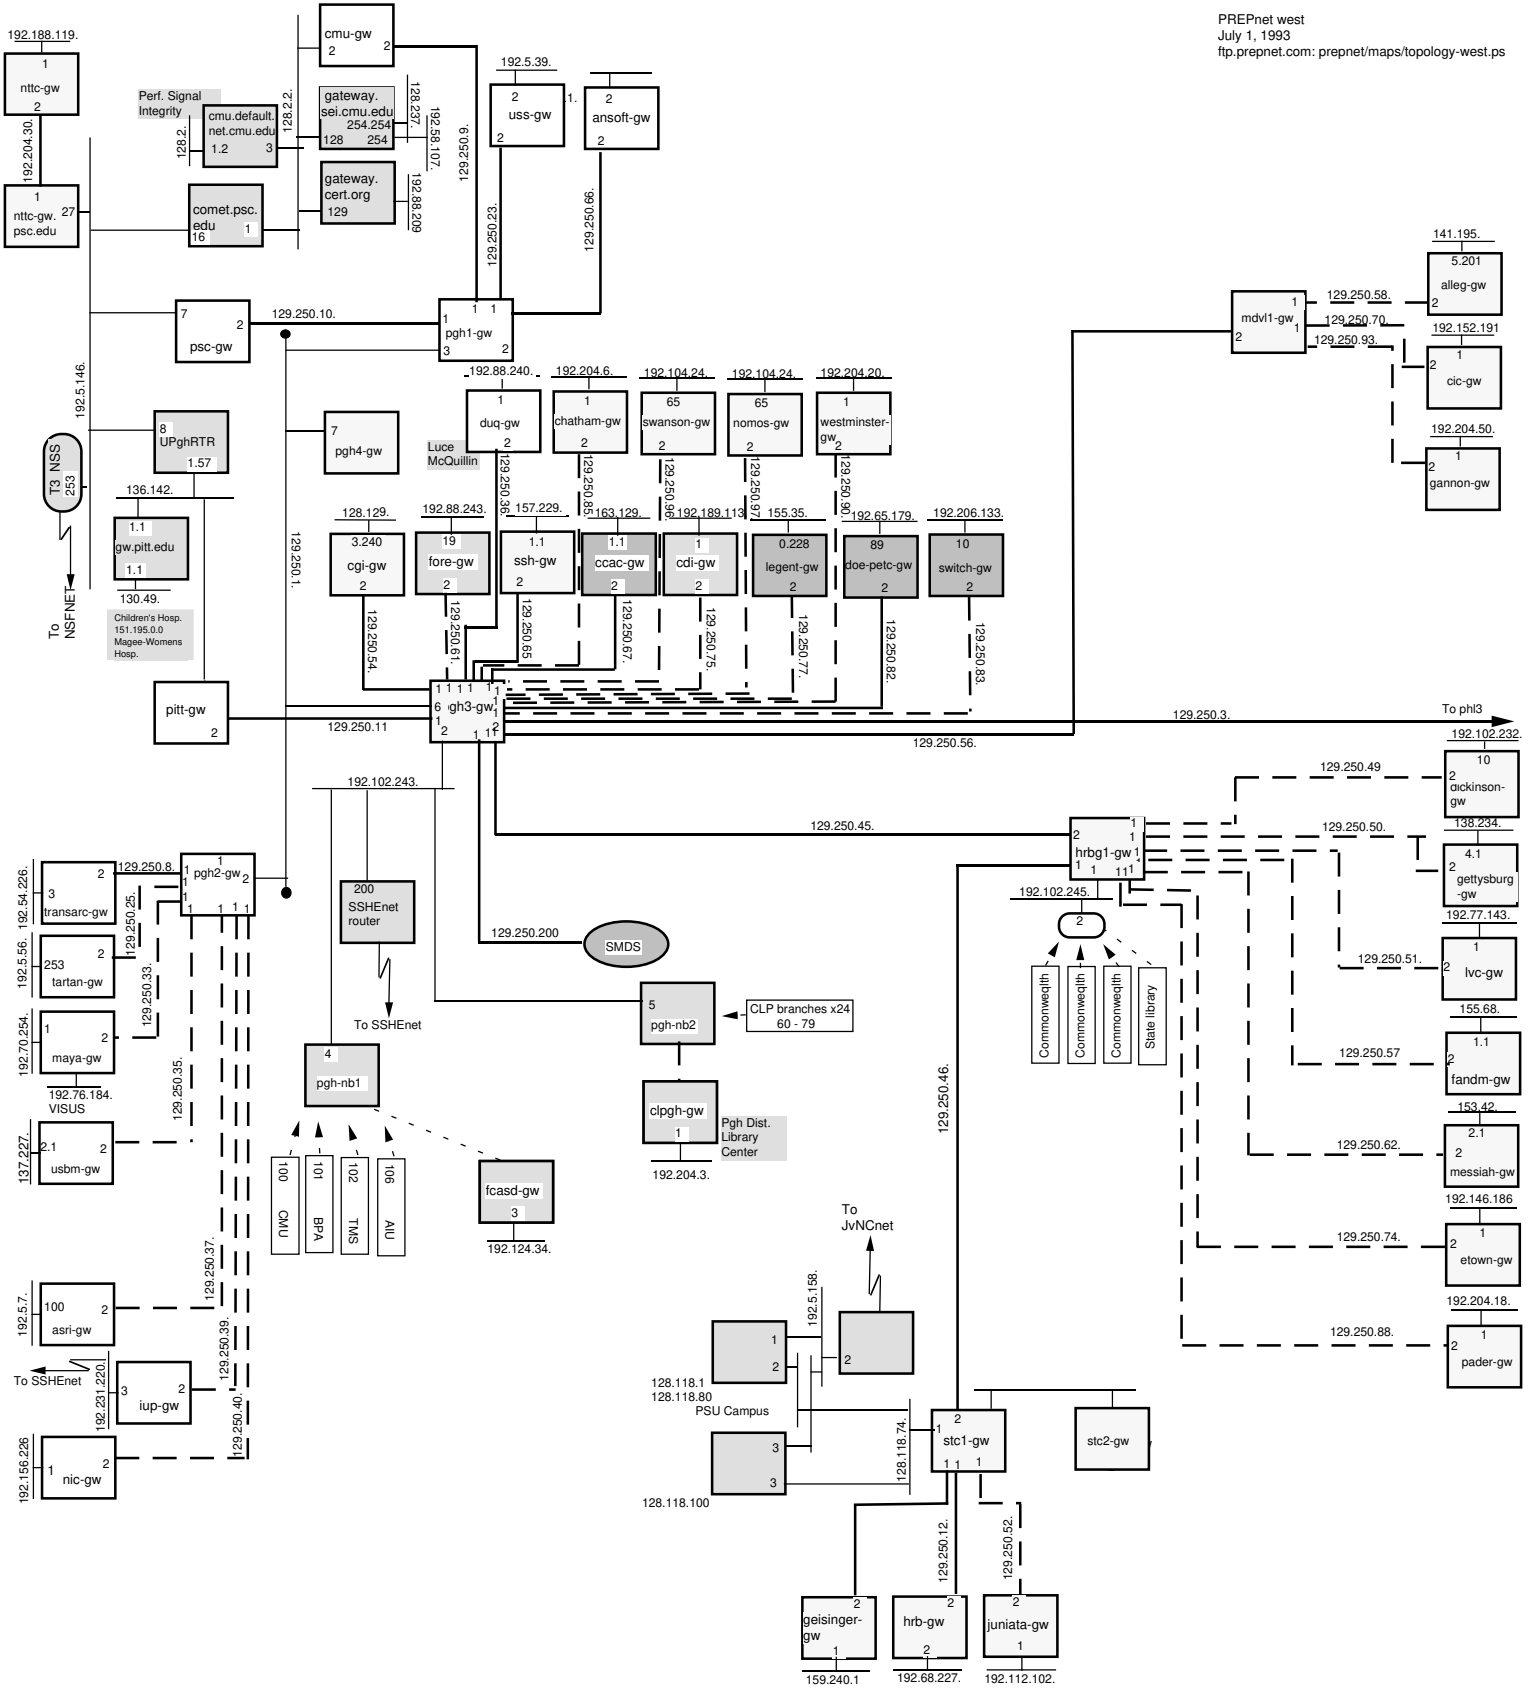 PREPnet west
July 1, 1993
ftp.prepnet.com: prepnet/maps/topology-west.ps
192.188.119.
1
nttc-gw
2
192.204.30.
1
nttc-gw.
psc.edu
27
Perf. Signal
Integrity
128.2.
cmu.default.
net.cmu.edu
1.2
3
128.2.2.
cmu-gw
2
2
gateway.
sei.cmu.edu
254.254
128
254
128.237.
192.58.107.
gateway.
cert.org
129
192.88.209
comet.psc.
edu
16
1
129.250.9.
192.5.39.
2
uss-gw
.1.
2
129.250.23.
2
ansoft-gw
2
129.250.66.
7
2
psc-gw
129.250.10.
1
1
1
pgh1-gw
3
2
192.5.146.
8
UPghRTR
1.57
T3 NSS
253
To
NSFNET
136.142.
1.1
gw.pitt.edu
1.1
130.49.
Children's Hosp.
151.195.0.0
Magee-Womens
Hosp.
129.250.1.
7
pgh4-gw
Luce
McQuillin
192.88.240.
1
duq-gw
2
129.250.36.
192.204.6.
1
chatham-gw
2
129.250.85.
192.104.24.
65
swanson-gw
2
129.250.96.
192.104.24.
65
nomos-gw
2
129.250.97.
192.204.20.
1
westminster-
gw
2
129.250.90.
128.129.
3.240
cgi-gw
2
129.250.54.
192.88.243.
19
fore-gw
2
129.250.61.
157.229.
1.1
ssh-gw
2
129.250.65
163.129.
1.1
ccac-gw
2
129.250.67.
192.189.113
1
cdi-gw
2
129.250.75.
155.35.
0.228
legent-gw
2
129.250.77.
192.65.179.
89
doe-petc-gw
2
129.250.82.
192.206.133.
10
switch-gw
2
129.250.83.
141.195.
5.201
alleg-gw
2
129.250.58.
1
mdvl1-gw
1
2
129.250.70.
129.250.93.
192.152.191
1
2
cic-gw
192.204.50.
1
2
gannon-gw
pitt-gw
2
129.250.11
1 1 1 1 1 1
6
gh3-gw
1
1
1
2
2
1
11
129.250.3.
To phl3
129.250.56.
192.102.243.
129.250.45.
129.250.200
SMDS
200
SSHEnet
router
To SSHEnet
5
pgh-nb2
CLP branches x24
60 - 79
clpgh-gw
1
192.204.3.
Pgh Dist.
Library
Center
4
pgh-nb1
100 CMU
101 BPA
102 TMS
106 AIU
fcasd-gw
3
192.124.34.
1
pgh2-gw
2
1
1
1
1 1 1 1
129.250.8.
192.54.226.
2
3
transarc-gw
129.250.25.
192.5.56.
253
2
tartan-gw
129.250.33.
192.70.254.
1
2
maya-gw
192.76.184.
VISUS
129.250.35.
137.227.
2.1
2
usbm-gw
129.250.37.
192.5.7.
100
2
asri-gw
To SSHEnet
192.231.220.
3
2
iup-gw
129.250.39.
192.156.226
1
2
nic-gw
129.250.40.
2
hrbg1-gw
1
1
1
1
1
111
192.102.245.
2
Commonweqlth
Commonweqlth
Commonweqlth
State library
129.250.46.
129.250.49
192.102.232.
10
2
dickinson-
gw
129.250.50.
138.234.
4.1
2
gettysburg
-gw
129.250.51.
192.77.143.
1
2
lvc-gw
129.250.57
155.68.
1.1
2
fandm-gw
129.250.62.
153.42.
2.1
2
messiah-gw
129.250.74.
192.146.186
1
2
etown-gw
129.250.88.
192.204.18.
1
2
pader-gw
To
JvNCnet
192.5.158.
2
1
2
128.118.1
128.118.80
PSU Campus
3
3
128.118.100
128.118.74.
2
1
stc1-gw
1 1 1
stc2-gw
129.250.12.
129.250.52.
2
geisinger-
gw
1
159.240.1
2
hrb-gw
2
192.68.227.
2
juniata-gw
1
192.112.102.